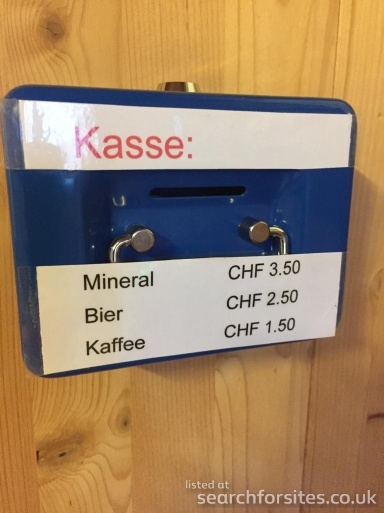 Kasse:
Mineral CHF 3.50
Bier CHF 2.50
Kaffee CHF 1.50
listed at
searchforsites.co.uk